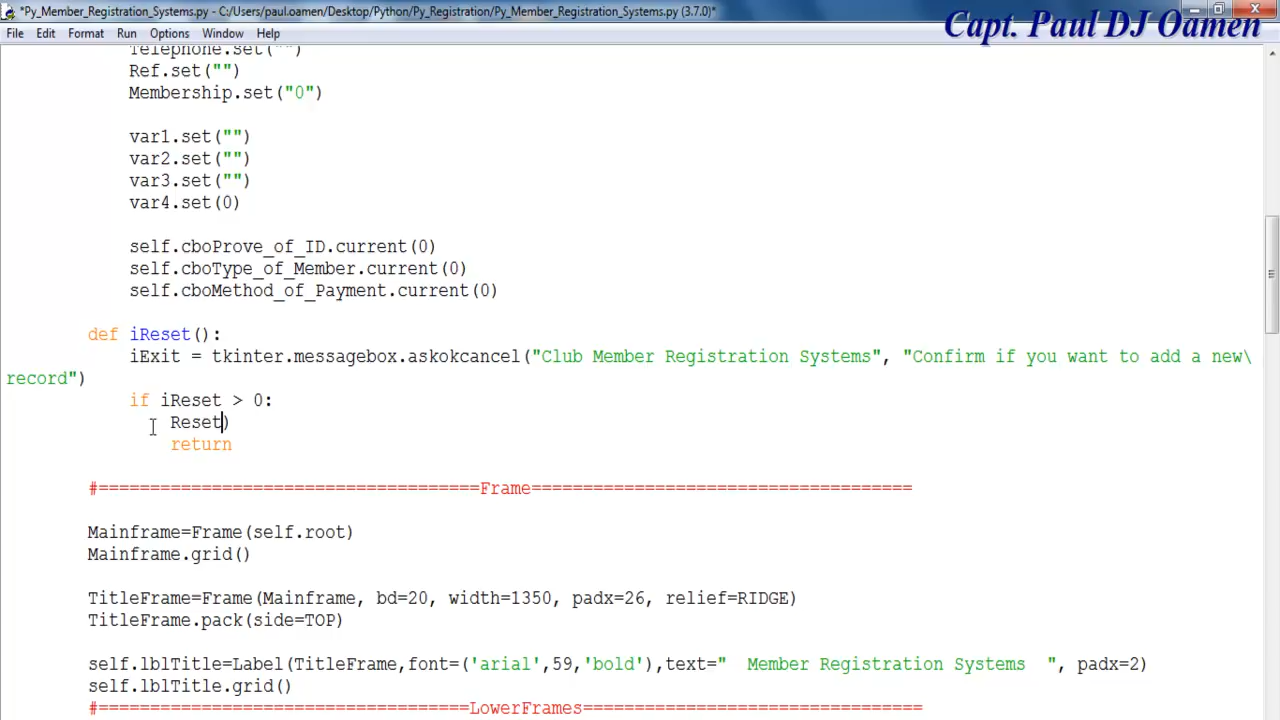 *Py_Member_Registration_Systems.py - C:/Users/paul.oamen/Desktop/Python/Py_Registration/Py_Member_Registration_Systems.py (3.7.0)*
Capt. Paul DJ Oamen
File Edit Format Run Options Window Help
Telephone.set("")
Ref.set("")
Membership.set("0")
var1.set("")
var2.set("")
var3.set("")
var4.set(0)
self.cboProve_of_ID.current(0)
self.cboType_of_Member.current(0)
self.cboMethod_of_Payment.current(0)
def iReset():
iExit = tkinter.messagebox.askokcancel("Club Member Registration Systems", "Confirm if you want to add a new\
record")
if iReset > 0:
Reset)
return
#===================================Frame=====================================
Mainframe=Frame(self.root)
Mainframe.grid()
TitleFrame=Frame(Mainframe, bd=20, width=1350, padx=26, relief=RIDGE)
TitleFrame.pack(side=TOP)
self.lblTitle=Label(TitleFrame,font=('arial',59,'bold'),text="  Member Registration Systems  ", padx=2)
self.lblTitle.grid()
#====================================LowerFrames=================================